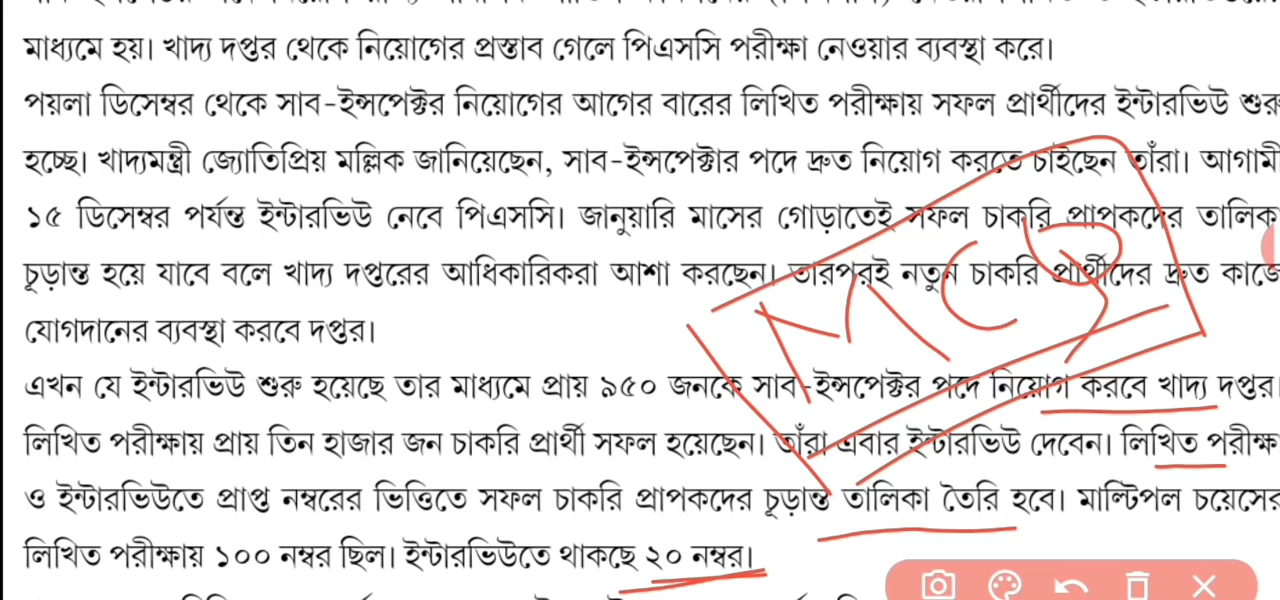 মাধ্যমে হয়। খাদ্য দপ্তর থেকে নিয়োগের প্রস্তাব গেলে পিএসসি পরীক্ষা নেওয়ার ব্যবস্থা করে।
পয়লা ডিসেম্বর থেকে সাব-ইন্সপেক্টর নিয়োগের আগের বারের লিখিত পরীক্ষায় সফল প্রার্থীদের ইন্টারভিউ শুরু
হচ্ছে। খাদ্যমন্ত্রী জ্যোতিপ্রিয় মল্লিক জানিয়েছেন, সাব-ইন্সপেক্টার পদে দ্রুত নিয়োগ করতে চাইছেন তাঁরা। আগামী
১৫ ডিসেম্বর পর্যন্ত ইন্টারভিউ নেবে পিএসসি। জানুয়ারি মাসের গোড়াতেই সফল চাকরি প্রাপকদের তালিক
চূড়ান্ত হয়ে যাবে বলে খাদ্য দপ্তরের আধিকারিকরা আশা করছেন। তারপরই নতুন চাকরি প্রার্থীদের দ্রুত কাজে
যোগদানের ব্যবস্থা করবে দপ্তর।
এখন যে ইন্টারভিউ শুরু হয়েছে তার মাধ্যমে প্রায় ৯৫০ জনকে সাব-ইন্সপেক্টর পদে নিয়োগ করবে খাদ্য দপ্তর।
লিখিত পরীক্ষায় প্রায় তিন হাজার জন চাকরি প্রার্থী সফল হয়েছেন। তাঁরা এবার ইন্টারভিউ দেবেন। লিখিত পরীক্ষ
ও ইন্টারভিউতে প্রাপ্ত নম্বরের ভিত্তিতে সফল চাকরি প্রাপকদের চূড়ান্ত তালিকা তৈরি হবে। মাল্টিপল চয়েসের
লিখিত পরীক্ষায় ১০০ নম্বর ছিল। ইন্টারভিউতে থাকছে ২০ নম্বর।
MCQ